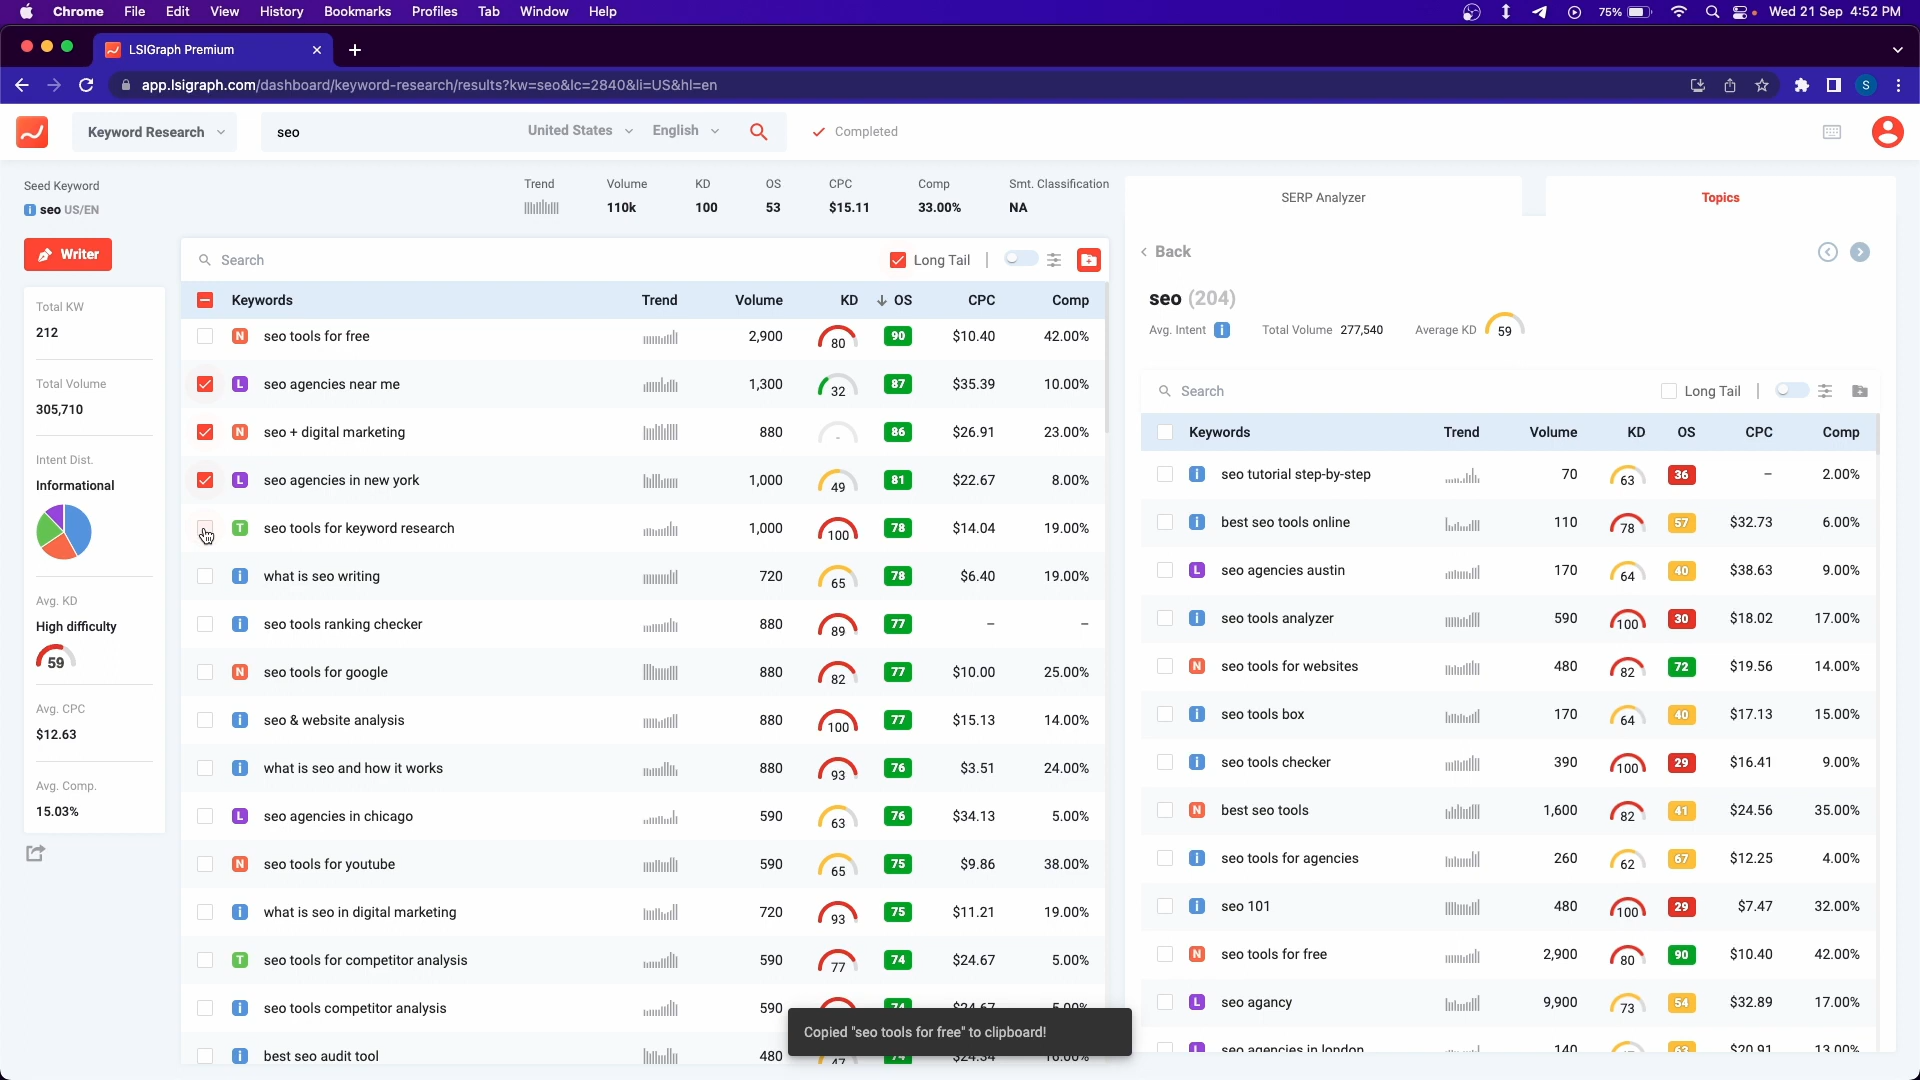 Chrome File Edit View History Bookmarks Profiles Tab Window Help 75% Wed 21 Sep 4:52 PM
LSIGraph Premium
app.lsigraph.com/dashboard/keyword-research/results?kw=seo&lc=2840&li=US&hl=en S
Keyword Research seo United States English Completed
Seed Keyword Trend Volume KD OS CPC Comp Smt. Classification
i seo US/EN 110k 100 53 $15.11 33.00% NA
SERP Analyzer Topics
Writer
Search Long Tail
Keywords Trend Volume KD OS CPC Comp
N seo tools for free 2,900 80 90 $10.40 42.00%
L seo agencies near me 1,300 32 87 $35.39 10.00%
N seo + digital marketing 880 - 86 $26.91 23.00%
L seo agencies in new york 1,000 49 81 $22.67 8.00%
T seo tools for keyword research 1,000 100 78 $14.04 19.00%
i what is seo writing 720 65 78 $6.40 19.00%
i seo tools ranking checker 880 89 77 – –
N seo tools for google 880 82 77 $10.00 25.00%
i seo & website analysis 880 100 77 $15.13 14.00%
i what is seo and how it works 880 93 76 $3.51 24.00%
L seo agencies in chicago 590 63 76 $34.13 5.00%
N seo tools for youtube 590 65 75 $9.86 38.00%
i what is seo in digital marketing 720 93 75 $11.21 19.00%
T seo tools for competitor analysis 590 77 74 $24.67 5.00%
i seo tools competitor analysis 590 74 $24.67 5.00%
i best seo audit tool 480 47 74 $24.34 16.00%
Total KW
212
Total Volume
305,710
Intent Dist.
Informational
Avg. KD
High difficulty
59
Avg. CPC
$12.63
Avg. Comp.
15.03%
Back
seo (204)
Avg. Intent i Total Volume 277,540 Average KD 59
Search Long Tail
Keywords Trend Volume KD OS CPC Comp
i seo tutorial step-by-step 70 63 36 – 2.00%
i best seo tools online 110 78 57 $32.73 6.00%
L seo agencies austin 170 64 40 $38.63 9.00%
i seo tools analyzer 590 100 30 $18.02 17.00%
N seo tools for websites 480 82 72 $19.56 14.00%
i seo tools box 170 64 40 $17.13 15.00%
i seo tools checker 390 100 29 $16.41 9.00%
N best seo tools 1,600 82 41 $24.56 35.00%
i seo tools for agencies 260 62 67 $12.25 4.00%
i seo 101 480 100 29 $7.47 32.00%
N seo tools for free 2,900 80 90 $10.40 42.00%
L seo agancy 9,900 73 54 $32.89 17.00%
L seo agencies in london 140 63 $20.91 13.00%
Copied "seo tools for free" to clipboard!